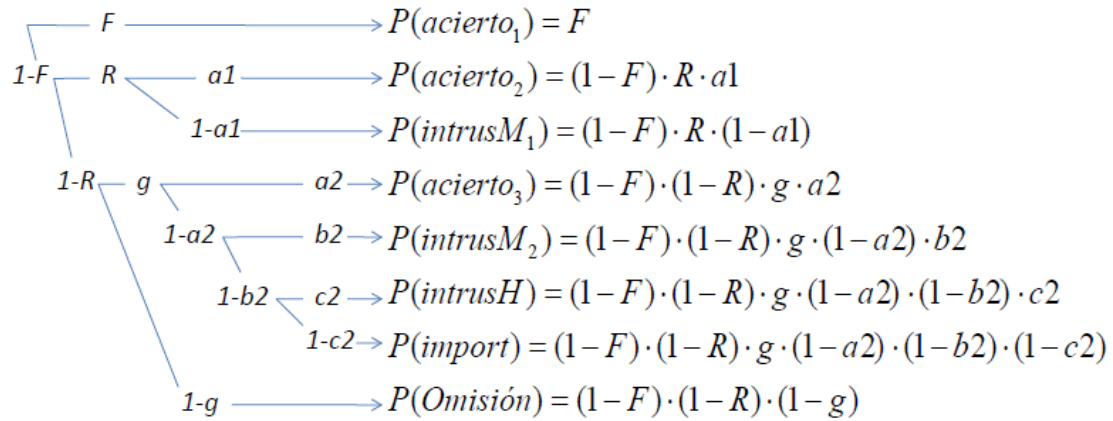 F P(acierto₁) = F
1-F R a1 P(acierto₂) = (1−F)·R·a1
1-a1 P(intrusM₁) = (1−F)·R·(1−a1)
1-R g a2 P(acierto₃) = (1−F)·(1−R)·g·a2
1-a2 b2 P(intrusM₂) = (1−F)·(1−R)·g·(1−a2)·b2
1-b2 c2 P(intrusH) = (1−F)·(1−R)·g·(1−a2)·(1−b2)·c2
1-c2 P(import) = (1−F)·(1−R)·g·(1−a2)·(1−b2)·(1−c2)
1-g P(Omisión) = (1−F)·(1−R)·(1−g)